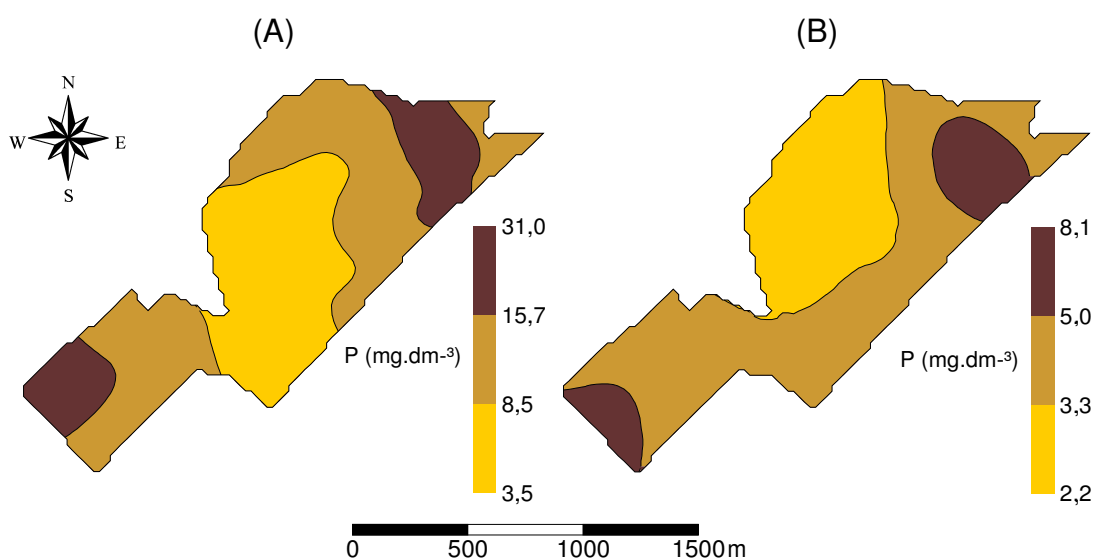 (A)
(B)
N
W E
S
31,0
15,7
P (mg.dm-³)
8,5
3,5
8,1
5,0
P (mg.dm-³)
3,3
2,2
0 500 1000 1500 m